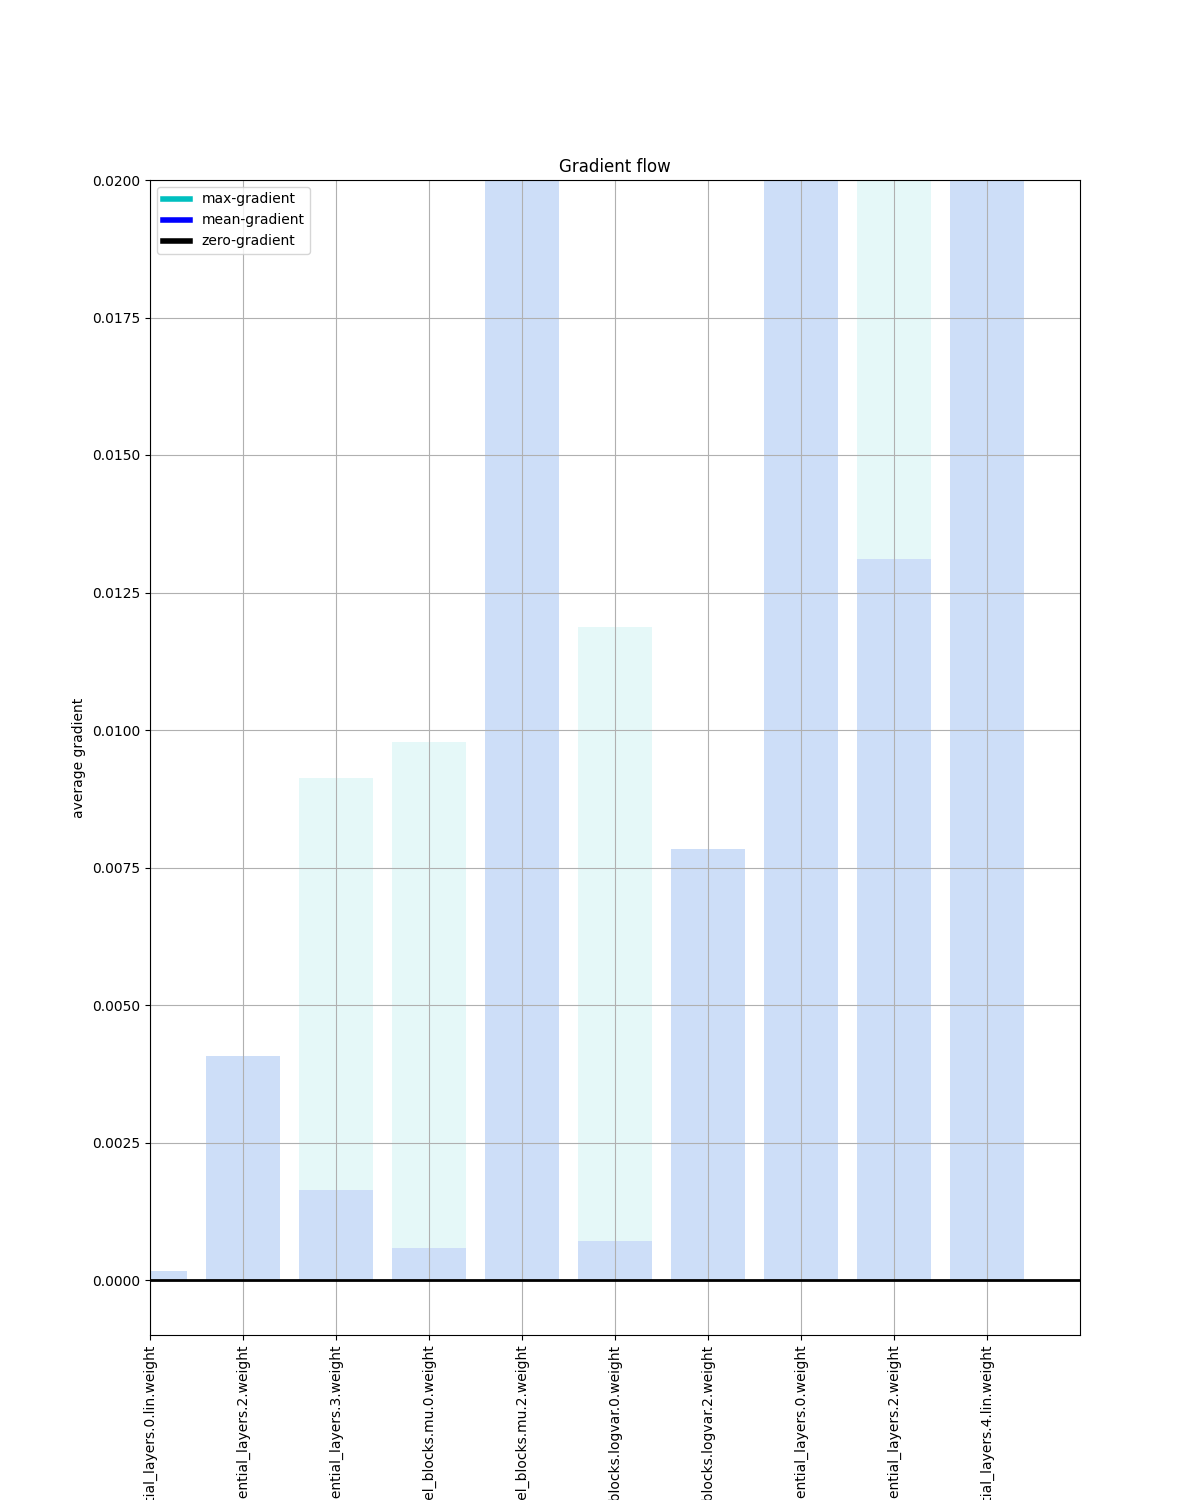 Gradient flow
max-gradient
mean-gradient
zero-gradient
0.0200
0.0175
0.0150
0.0125
0.0100
0.0075
0.0050
0.0025
0.0000
average gradient
tial_layers.0.lin.weight
ential_layers.2.weight
ential_layers.3.weight
el_blocks.mu.0.weight
el_blocks.mu.2.weight
blocks.logvar.0.weight
blocks.logvar.2.weight
ential_layers.0.weight
ential_layers.2.weight
tial_layers.4.lin.weight